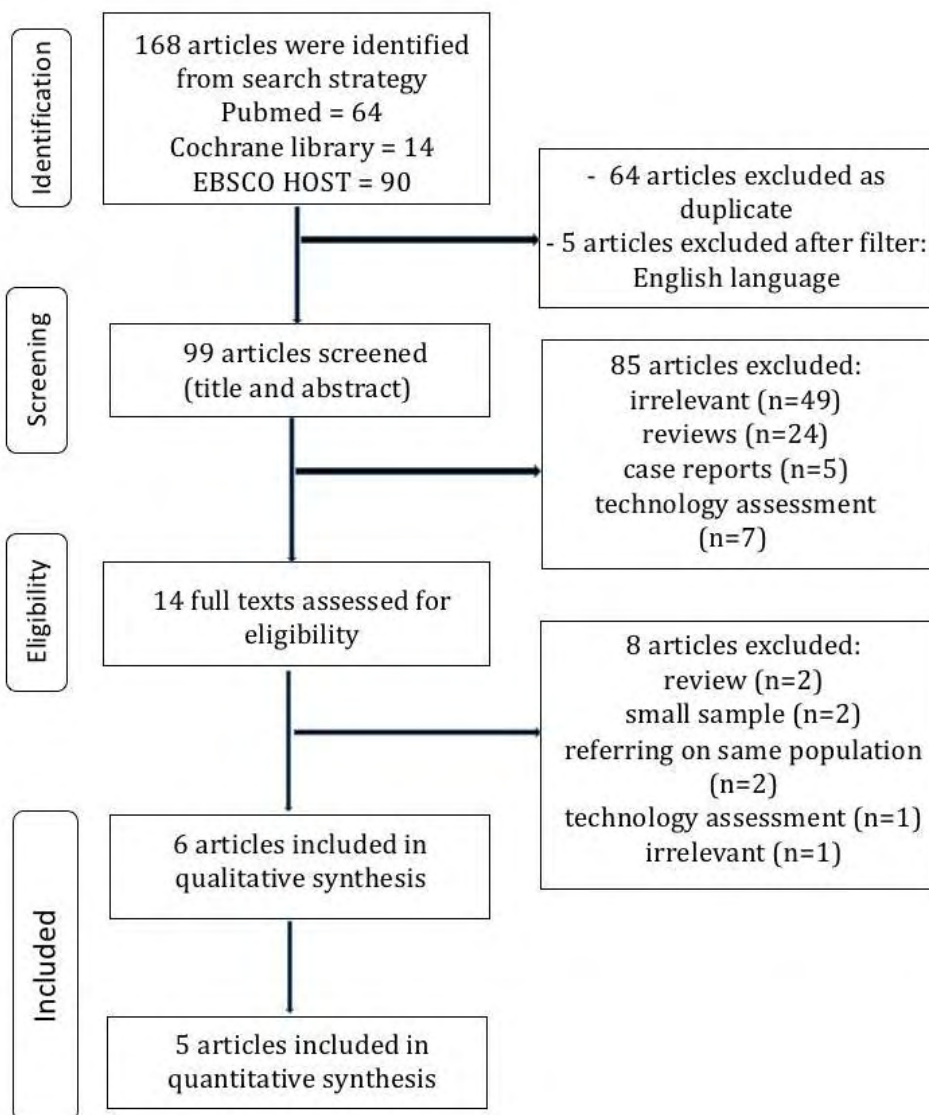 Identification
168 articles were identified
from search strategy
Pubmed = 64
Cochrane library = 14
EBSCO HOST = 90
- 64 articles excluded as
duplicate
- 5 articles excluded after filter:
English language
Screening
99 articles screened
(title and abstract)
85 articles excluded:
irrelevant (n=49)
reviews (n=24)
case reports (n=5)
technology assessment
(n=7)
Eligibility
14 full texts assessed for
eligibility
8 articles excluded:
review (n=2)
small sample (n=2)
referring on same population
(n=2)
technology assessment (n=1)
irrelevant (n=1)
Included
6 articles included in
qualitative synthesis
5 articles included in
quantitative synthesis